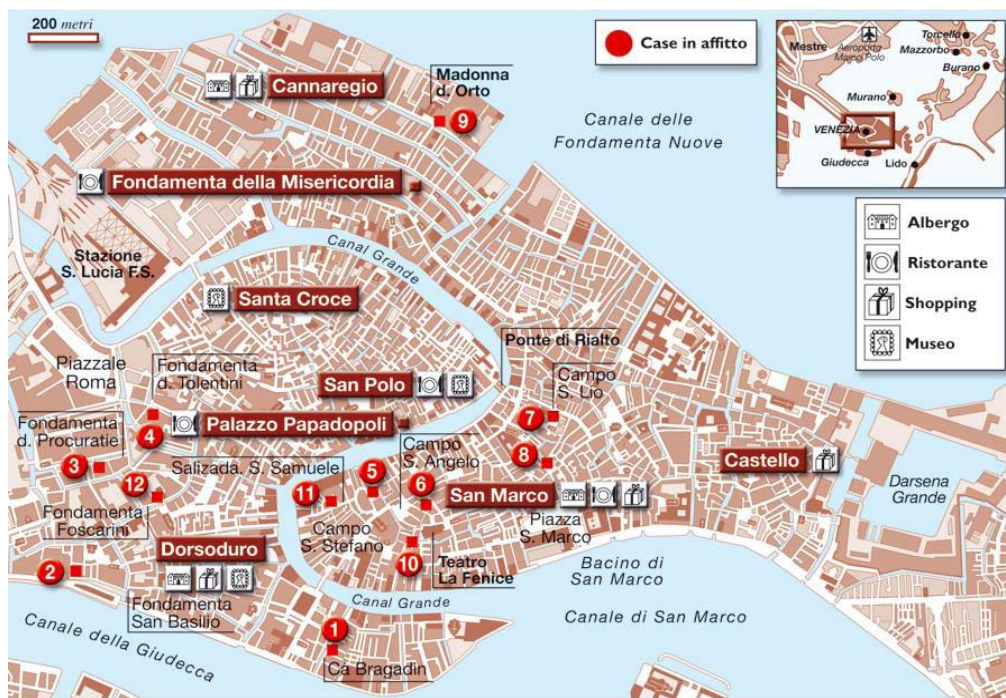 200 metri
Case in affitto
Mestre
Aeroporto
Marco Polo
Torcello
Mazzorbo
Burano
Murano
VENEZIA
Giudecca
Lido
Cannaregio
Madonna
d. Orto
9
Canale delle
Fondamenta Nuove
Fondamenta della Misericordia
Albergo
Ristorante
Shopping
Museo
Stazione
S. Lucia F.S.
Canal Grande
Santa Croce
Ponte di Rialto
Piazzale
Roma
Fondamenta
d. Tolentini
San Polo
Campo
S. Lio
7
Fondamenta
d. Procuratie
4
Palazzo Papadopoli
Campo
S. Angelo
3
Salizada. S. Samuele
5
8
Castello
12
11
6
San Marco
Darsena
Grande
Fondamenta
Foscarini
Campo
S. Stefano
Piazza
S. Marco
Dorsoduro
2
10
Teatro
La Fenice
Bacino di
San Marco
Fondamenta
San Basilio
Canal Grande
Canale di San Marco
Canale della Giudecca
1
Cà Bragadin